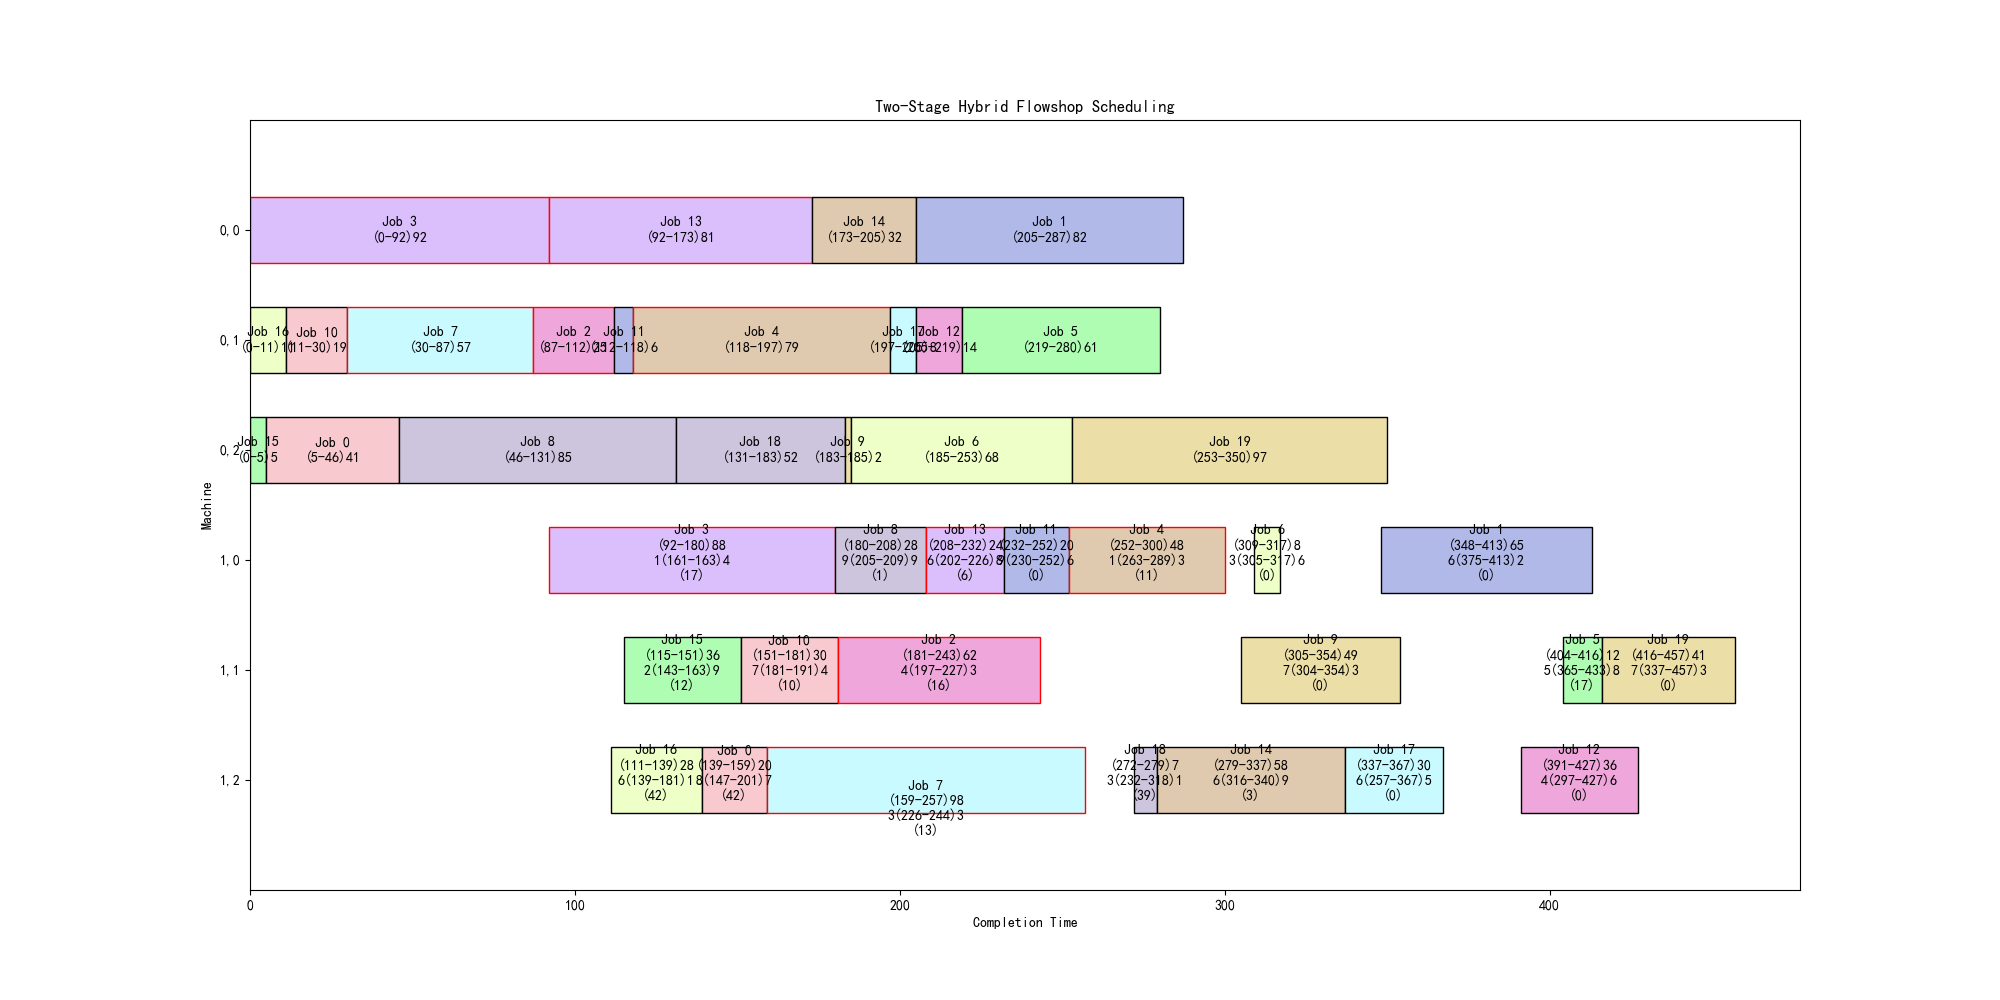 Two-Stage Hybrid Flowshop Scheduling
Machine
0,0
Job 3
(0-92)92
Job 13
(92-173)81
Job 14
(173-205)32
Job 1
(205-287)82
0,1
Job 16
(0-11)11
Job 10
(11-30)19
Job 7
(30-87)57
Job 2
(87-112)25
Job 11
(112-118)6
Job 4
(118-197)79
Job 17
(197-205)8
Job 12
(205-219)14
Job 5
(219-280)61
0,2
Job 15
(0-5)5
Job 0
(5-46)41
Job 8
(46-131)85
Job 18
(131-183)52
Job 9
(183-185)2
Job 6
(185-253)68
Job 19
(253-350)97
1,0
Job 3
(92-180)88
1(161-163)4
(17)
Job 8
(180-208)28
9(205-209)9
(1)
Job 13
(208-232)24
6(202-226)8
(6)
Job 11
(232-252)20
9(230-252)6
(0)
Job 4
(252-300)48
1(263-289)3
(11)
Job 6
(309-317)8
3(305-317)6
(0)
Job 1
(348-413)65
6(375-413)2
(0)
1,1
Job 15
(115-151)36
2(143-163)9
(12)
Job 10
(151-181)30
7(181-191)4
(10)
Job 2
(181-243)62
4(197-227)3
(16)
Job 9
(305-354)49
7(304-354)3
(0)
Job 5
(404-416)12
5(365-433)8
(17)
Job 19
(416-457)41
7(337-457)3
(0)
1,2
Job 16
(111-139)28
6(139-181)1
(42)
Job 0
(139-159)20
8(147-201)7
(42)
Job 7
(159-257)98
3(226-244)3
(13)
Job 18
(272-279)7
3(232-318)1
(39)
Job 14
(279-337)58
6(316-340)9
(3)
Job 17
(337-367)30
6(257-367)5
(0)
Job 12
(391-427)36
4(297-427)6
(0)
0
100
200
300
400
Completion Time